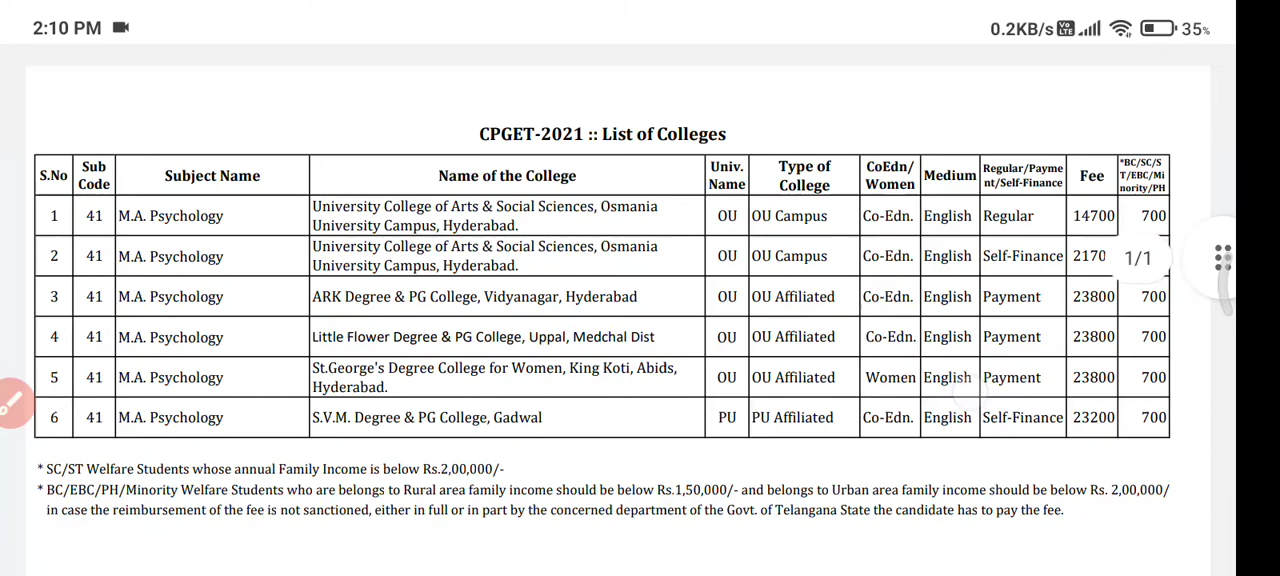 2:10 PM 0.2KB/s Vo LTE 35%
CPGET-2021 :: List of Colleges
S.No Sub Code Subject Name Name of the College Univ. Name Type of College CoEdn/ Women Medium Regular/Payme nt/Self-Finance Fee *BC/SC/S T/EBC/Mi nority/PH
1 41 M.A. Psychology University College of Arts & Social Sciences, Osmania University Campus, Hyderabad. OU OU Campus Co-Edn. English Regular 14700 700
2 41 M.A. Psychology University College of Arts & Social Sciences, Osmania University Campus, Hyderabad. OU OU Campus Co-Edn. English Self-Finance 2170 1/1
3 41 M.A. Psychology ARK Degree & PG College, Vidyanagar, Hyderabad OU OU Affiliated Co-Edn. English Payment 23800 700
4 41 M.A. Psychology Little Flower Degree & PG College, Uppal, Medchal Dist OU OU Affiliated Co-Edn. English Payment 23800 700
5 41 M.A. Psychology St.George's Degree College for Women, King Koti, Abids, Hyderabad. OU OU Affiliated Women English Payment 23800 700
6 41 M.A. Psychology S.V.M. Degree & PG College, Gadwal PU PU Affiliated Co-Edn. English Self-Finance 23200 700
* SC/ST Welfare Students whose annual Family Income is below Rs.2,00,000/-
* BC/EBC/PH/Minority Welfare Students who are belongs to Rural area family income should be below Rs.1,50,000/- and belongs to Urban area family income should be below Rs. 2,00,000/
in case the reimbursement of the fee is not sanctioned, either in full or in part by the concerned department of the Govt. of Telangana State the candidate has to pay the fee.